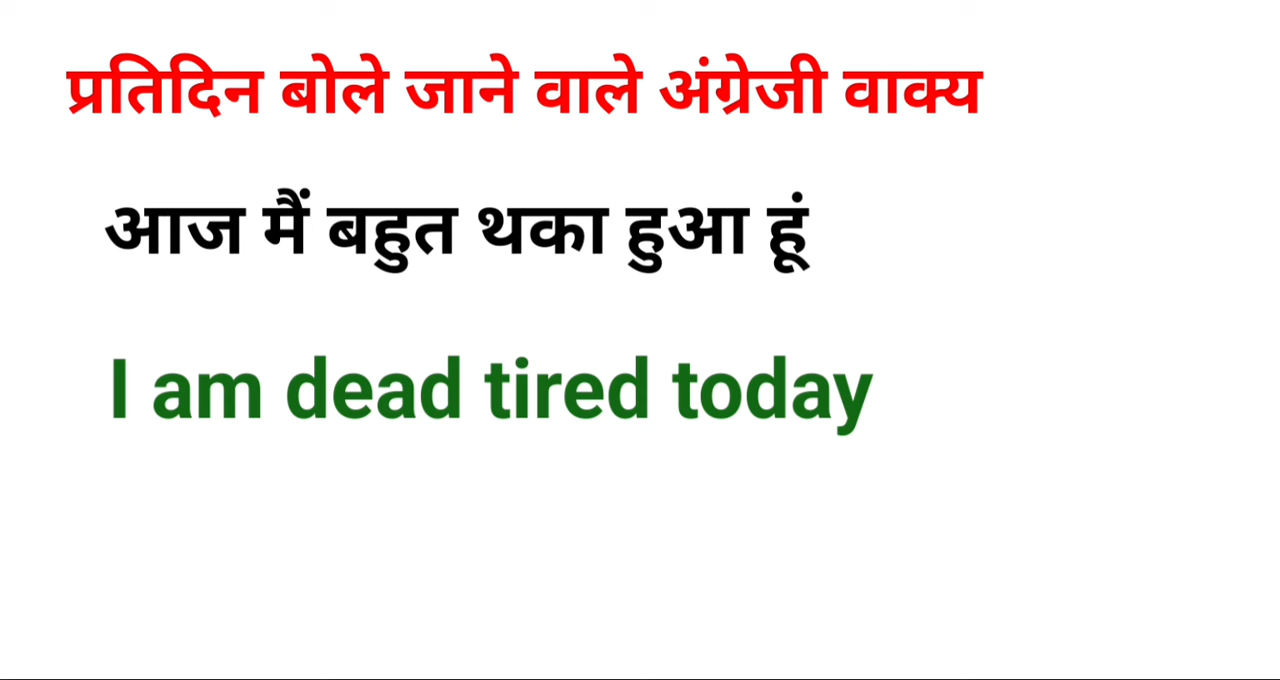 प्रतिदिन बोले जाने वाले अंग्रेजी वाक्य
आज मैं बहुत थका हुआ हूं
I am dead tired today